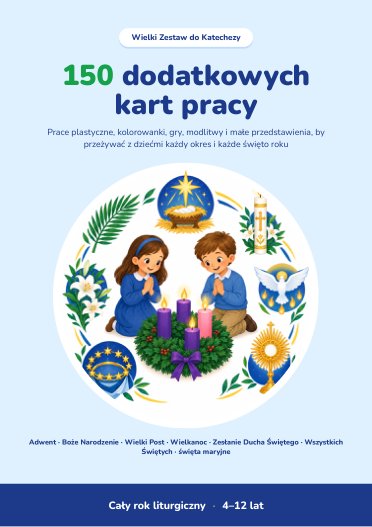 Wielki Zestaw do Katechezy
150 dodatkowych
kart pracy
Prace plastyczne, kolorowanki, gry, modlitwy i małe przedstawienia, by
przeżywać z dziećmi każdy okres i każde święto roku
Adwent · Boże Narodzenie · Wielki Post · Wielkanoc · Zesłanie Ducha Świętego · Wszystkich
Świętych · święta maryjne
Cały rok liturgiczny · 4–12 lat